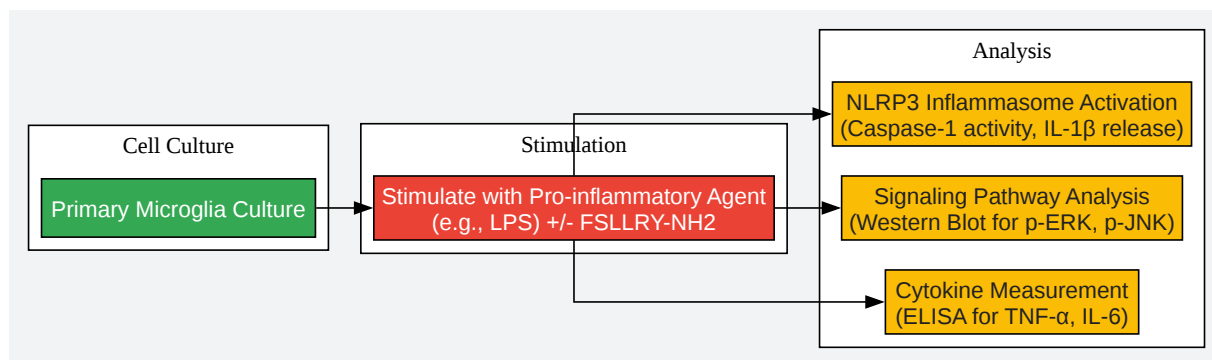 Cell Culture
Primary Microglia Culture
Stimulation
Stimulate with Pro-inflammatory Agent
(e.g., LPS) +/- FSLLRY-NH2
Analysis
NLRP3 Inflammasome Activation
(Caspase-1 activity, IL-1β release)
Signaling Pathway Analysis
(Western Blot for p-ERK, p-JNK)
Cytokine Measurement
(ELISA for TNF-α, IL-6)